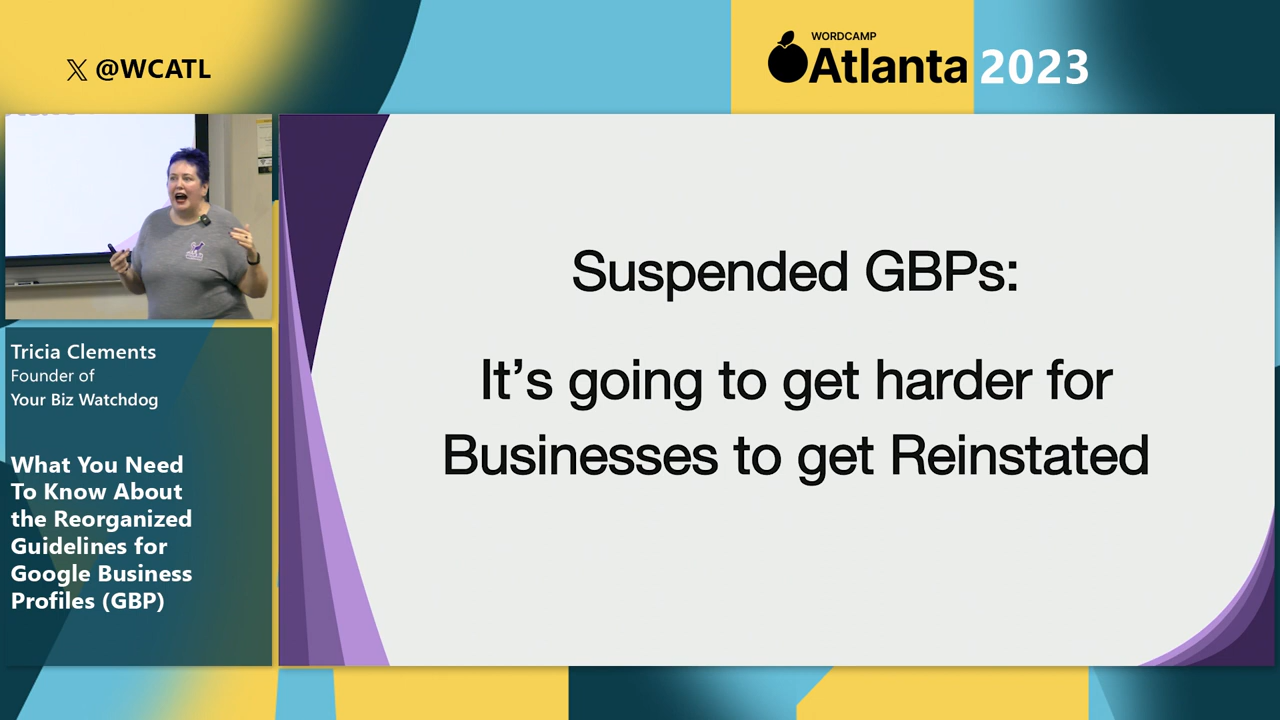 𝕏 @WCATL
WORDCAMP
Atlanta 2023
Tricia Clements
Founder of
Your Biz Watchdog
What You Need
To Know About
the Reorganized
Guidelines for
Google Business
Profiles (GBP)
Suspended GBPs:
It’s going to get harder for
Businesses to get Reinstated